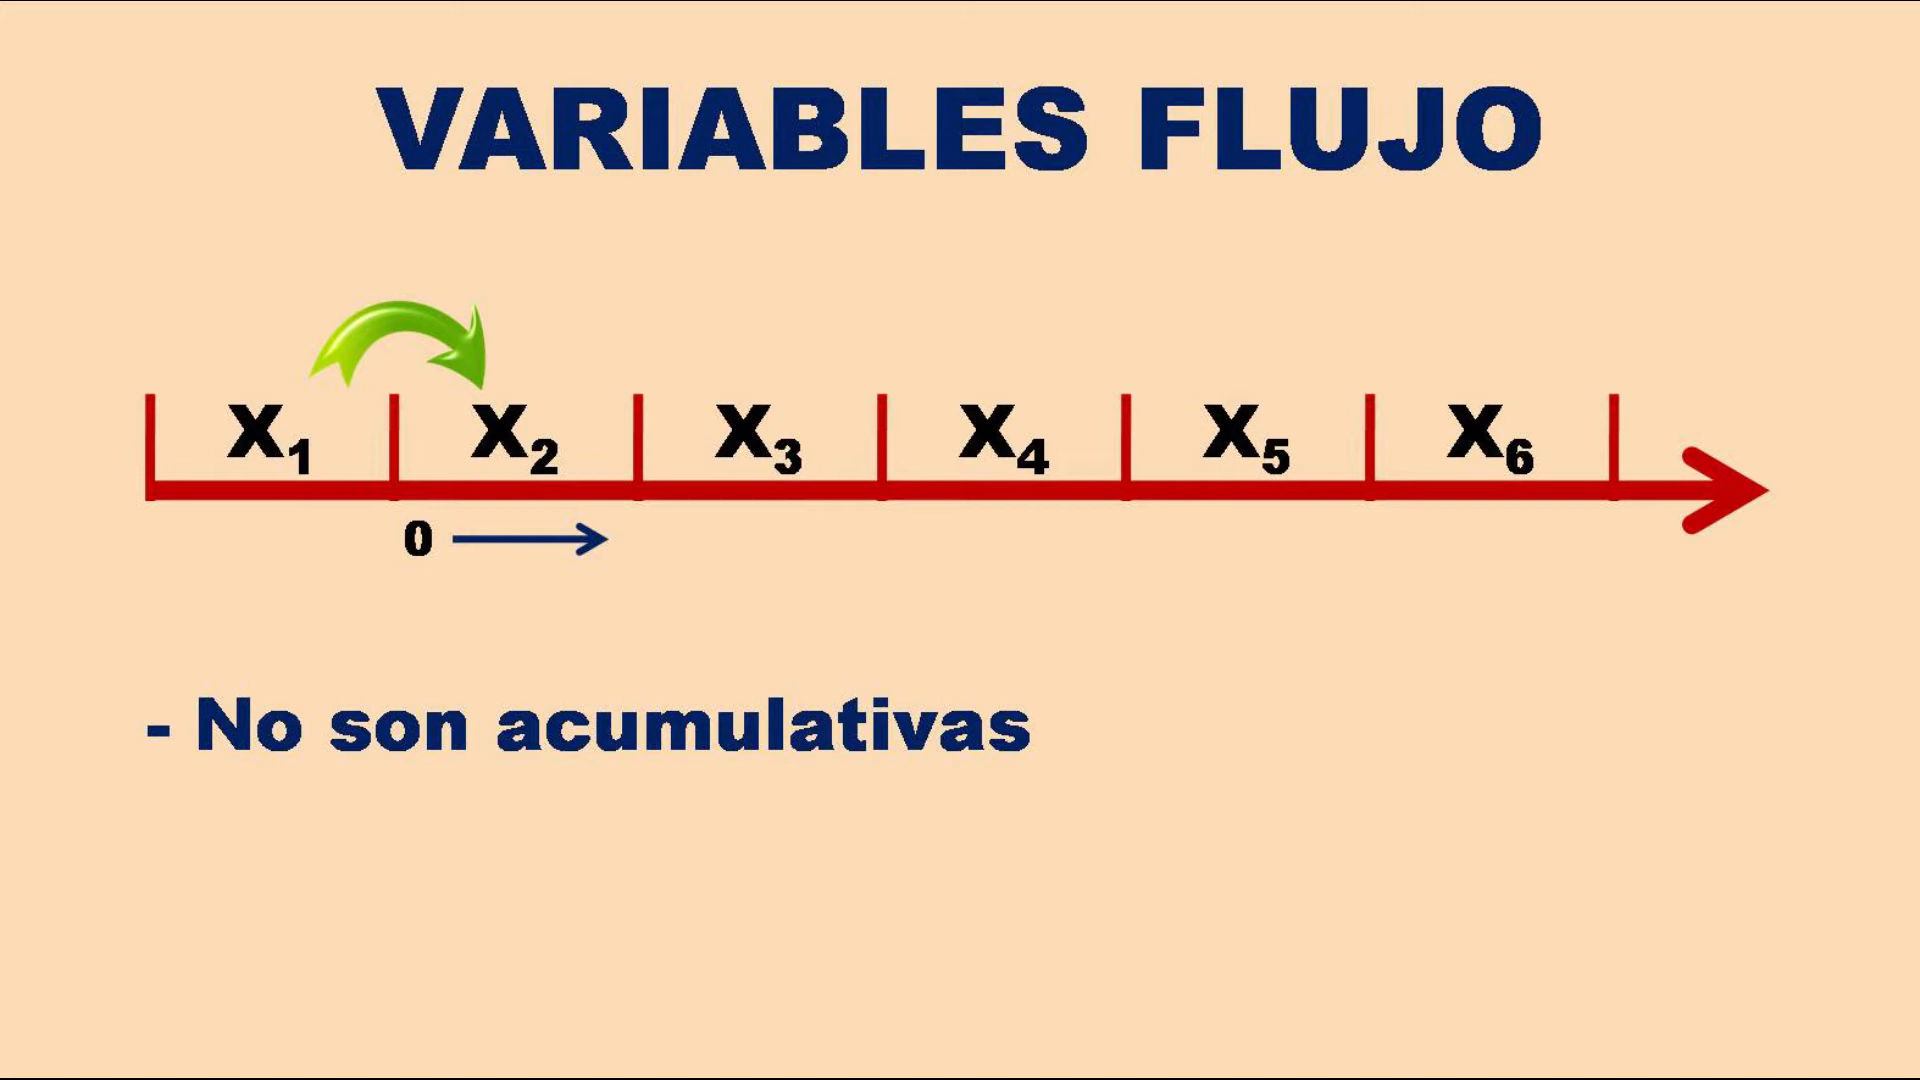 VARIABLES FLUJO
X₁ X₂ X₃ X₄ X₅ X₆
0
- No son acumulativas